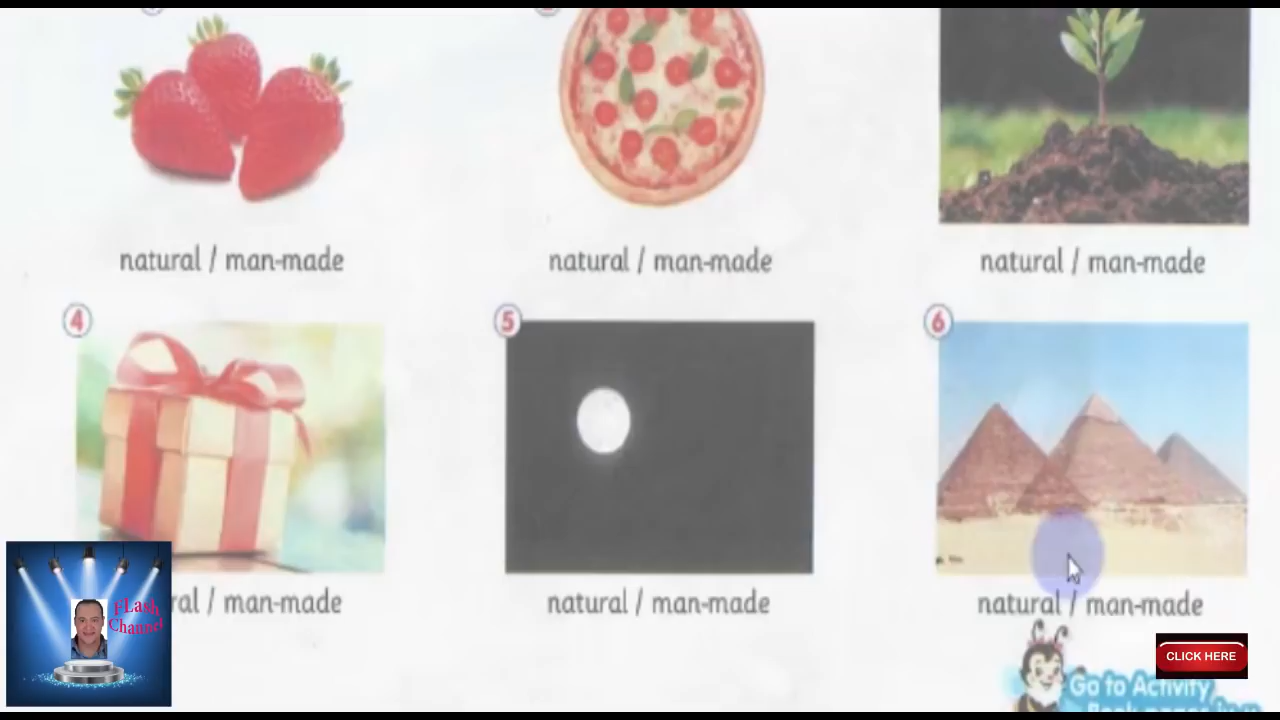 natural / man-made
natural / man-made
natural / man-made
4
5
6
ral / man-made
natural / man-made
natural / man-made
FLash
Channel
CLICK HERE
Go to Activity